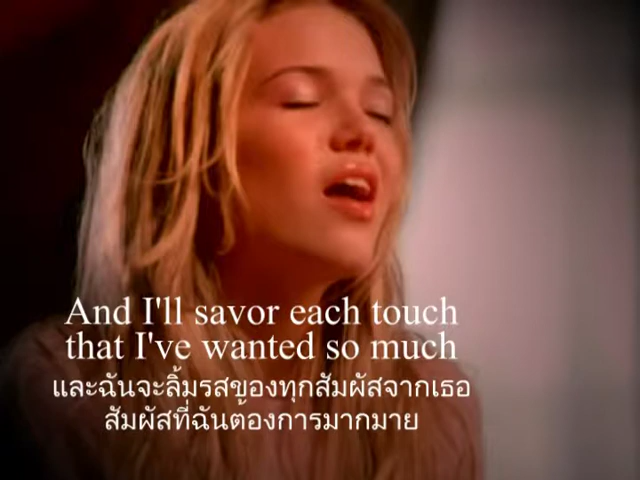 And I'll savor each touch
that I've wanted so much
และฉันจะลิ้มรสของทุกสัมผัสจากเธอ
สัมผัสที่ฉันต้องการมากมาย